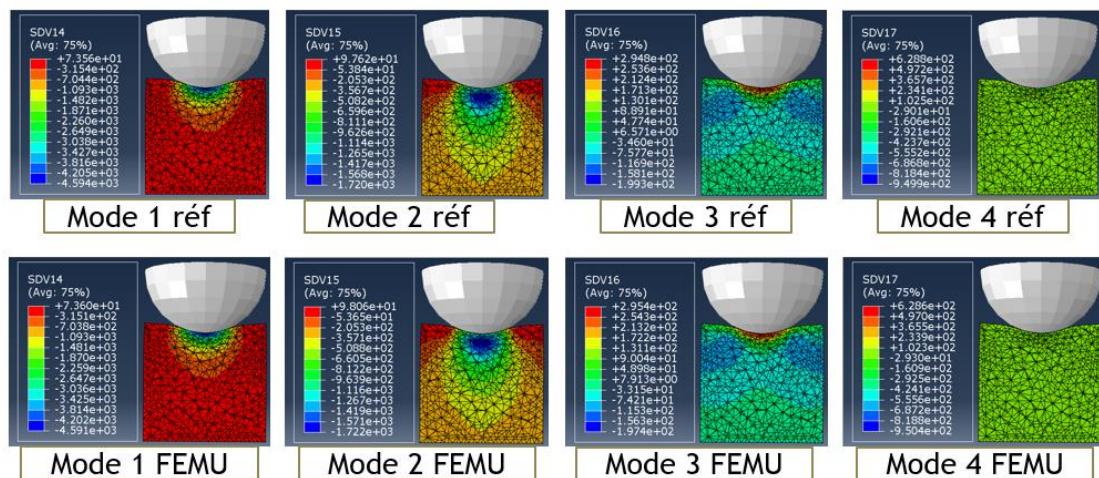 SDV14
(Avg: 75%)
+7.356e+01
-3.154e+02
-7.044e+02
-1.093e+03
-1.482e+03
-1.871e+03
-2.260e+03
-2.649e+03
-3.038e+03
-3.427e+03
-3.816e+03
-4.205e+03
-4.594e+03
Mode 1 réf
SDV15
(Avg: 75%)
+9.762e+01
-5.384e+01
-2.053e+02
-3.567e+02
-5.082e+02
-6.596e+02
-8.111e+02
-9.626e+02
-1.114e+03
-1.265e+03
-1.417e+03
-1.568e+03
-1.720e+03
Mode 2 réf
SDV16
(Avg: 75%)
+2.948e+02
+2.536e+02
+2.124e+02
+1.713e+02
+1.301e+02
+8.891e+01
+4.774e+01
+6.571e+00
-3.460e+01
-7.577e+01
-1.169e+02
-1.581e+02
-1.993e+02
Mode 3 réf
SDV17
(Avg: 75%)
+6.288e+02
+4.972e+02
+3.657e+02
+2.341e+02
+1.025e+02
-2.901e+01
-1.606e+02
-2.921e+02
-4.237e+02
-5.552e+02
-6.868e+02
-8.184e+02
-9.499e+02
Mode 4 réf
SDV14
(Avg: 75%)
+7.360e+01
-3.151e+02
-7.038e+02
-1.093e+03
-1.481e+03
-1.870e+03
-2.259e+03
-2.647e+03
-3.036e+03
-3.425e+03
-3.814e+03
-4.202e+03
-4.591e+03
Mode 1 FEMU
SDV15
(Avg: 75%)
+9.806e+01
-5.365e+01
-2.053e+02
-3.571e+02
-5.088e+02
-6.605e+02
-8.122e+02
-9.639e+02
-1.116e+03
-1.267e+03
-1.419e+03
-1.571e+03
-1.722e+03
Mode 2 FEMU
SDV16
(Avg: 75%)
+2.954e+02
+2.543e+02
+2.132e+02
+1.722e+02
+1.311e+02
+9.004e+01
+4.898e+01
+7.913e+00
-3.315e+01
-7.421e+01
-1.153e+02
-1.563e+02
-1.974e+02
Mode 3 FEMU
SDV17
(Avg: 75%)
+6.286e+02
+4.970e+02
+3.655e+02
+2.339e+02
+1.023e+02
-2.930e+01
-1.609e+02
-2.925e+02
-4.241e+02
-5.556e+02
-6.872e+02
-8.188e+02
-9.504e+02
Mode 4 FEMU